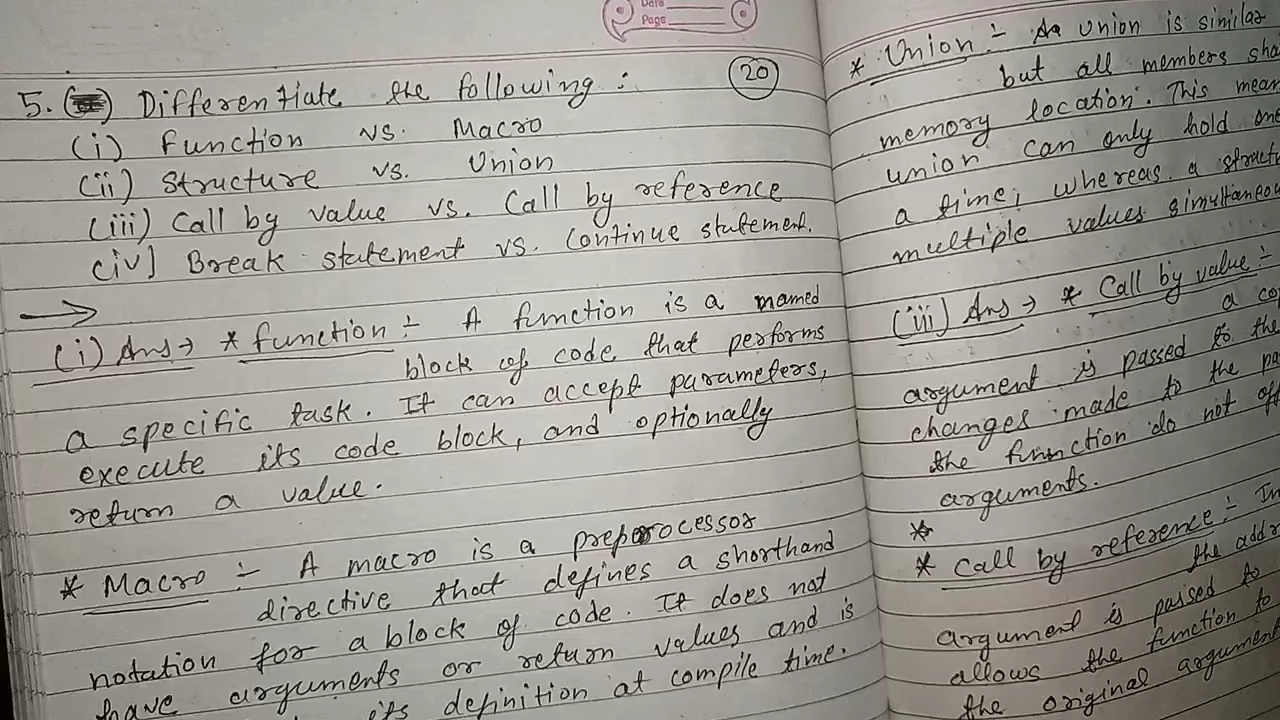 Date
Page
20
5. Differentiate the following :
(i) Function vs. Macro
(ii) Structure vs. Union
(iii) Call by value vs. Call by reference
(iv) Break statement vs. Continue statement.
(i) Ans → * function :- A function is a named
block of code that performs
a specific task. It can accept parameters,
execute its code block, and optionally
return a value.
* Macro :- A macro is a preprocessor
directive that defines a shorthand
notation for a block of code. It does not
have arguments or return values and is
its definition at compile time.
* Union :- A union is similar
but all members sha
memory location. This mean
union can only hold one
a time; whereas a struct
multiple values simultaneou
(iii) Ans → * Call by value :-
a co
argument is passed to the
changes made to the pa
the function do not aff
arguments.
*
* Call by reference :- In
the addr
argument is passed to
allows the function to
the original argument